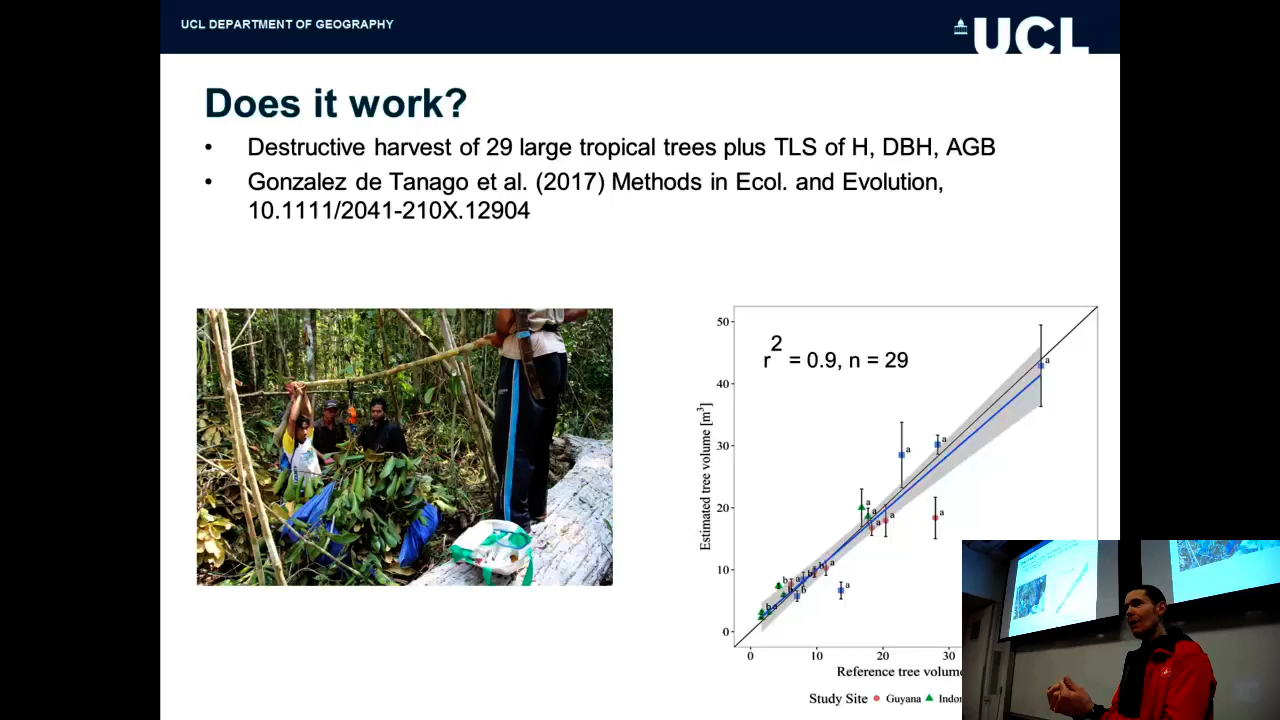 UCL DEPARTMENT OF GEOGRAPHY
UCL
Does it work?
• Destructive harvest of 29 large tropical trees plus TLS of H, DBH, AGB
• Gonzalez de Tanago et al. (2017) Methods in Ecol. and Evolution,
10.1111/2041-210X.12904
r² = 0.9, n = 29
Estimated tree volume [m³]
50
40
30
20
10
0
0 10 20 30
Reference tree volum
Study Site Guyana Indo